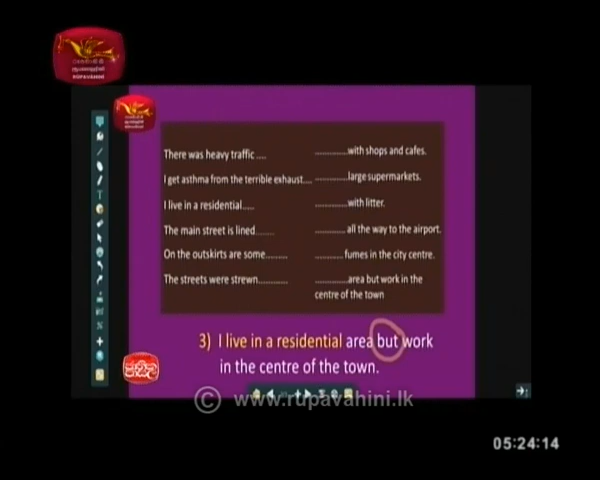 There was heavy traffic .... ..............with shops and cafes.
I get asthma from the terrible exhaust.... ..............large supermarkets.
I live in a residential..... ..............with litter.
The main street is lined........ ............. all the way to the airport.
On the outskirts are some......... ............ fumes in the city centre.
The streets were strewn............ ..............area but work in the
centre of the town
3) I live in a residential area but work
in the centre of the town.
© www.rupavahini.lk
05:24:14